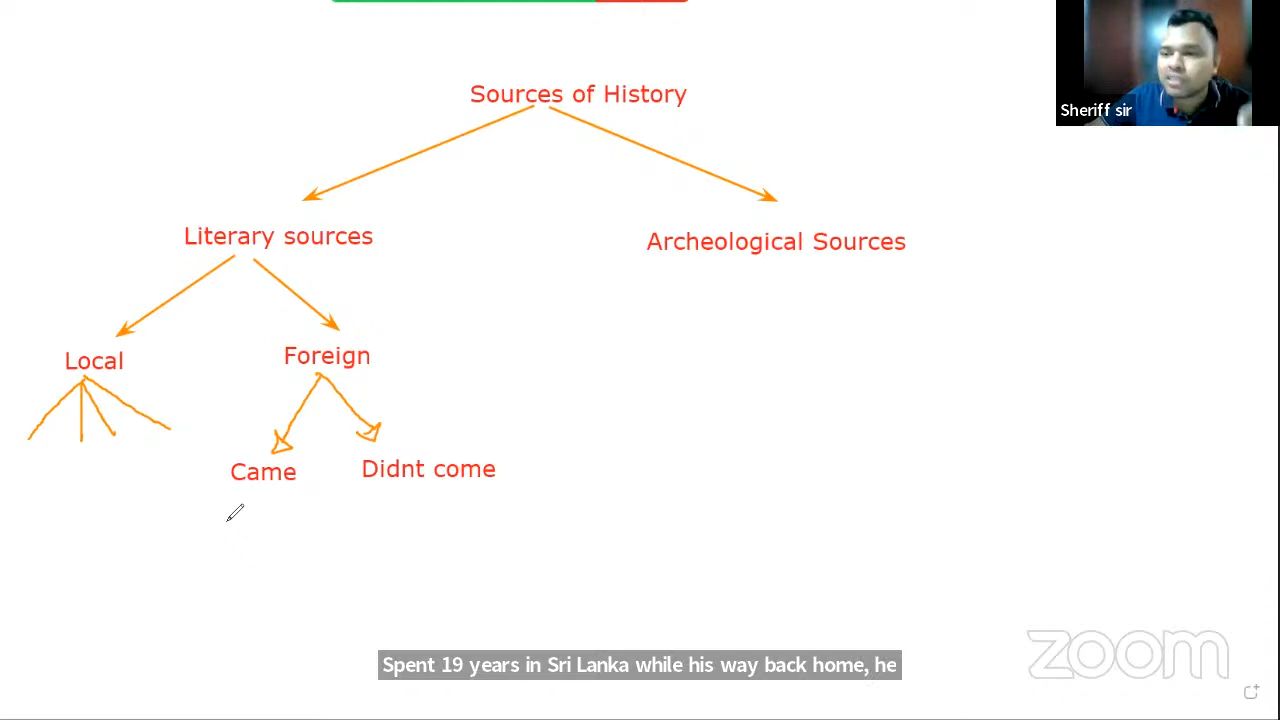 Sources of History
Sheriff sir
Literary sources
Archeological Sources
Local
Foreign
Came
Didnt come
Spent 19 years in Sri Lanka while his way back home, he
zoom